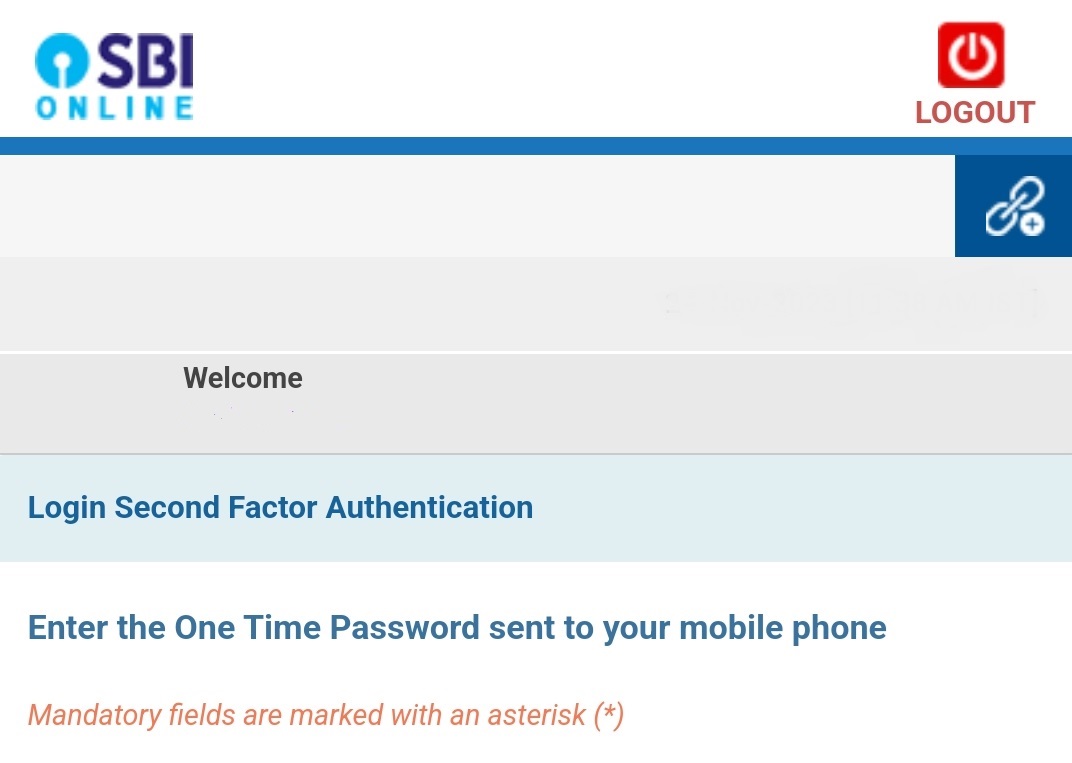 SBI
ONLINE
LOGOUT
Welcome
Login Second Factor Authentication
Enter the One Time Password sent to your mobile phone
Mandatory fields are marked with an asterisk (*)